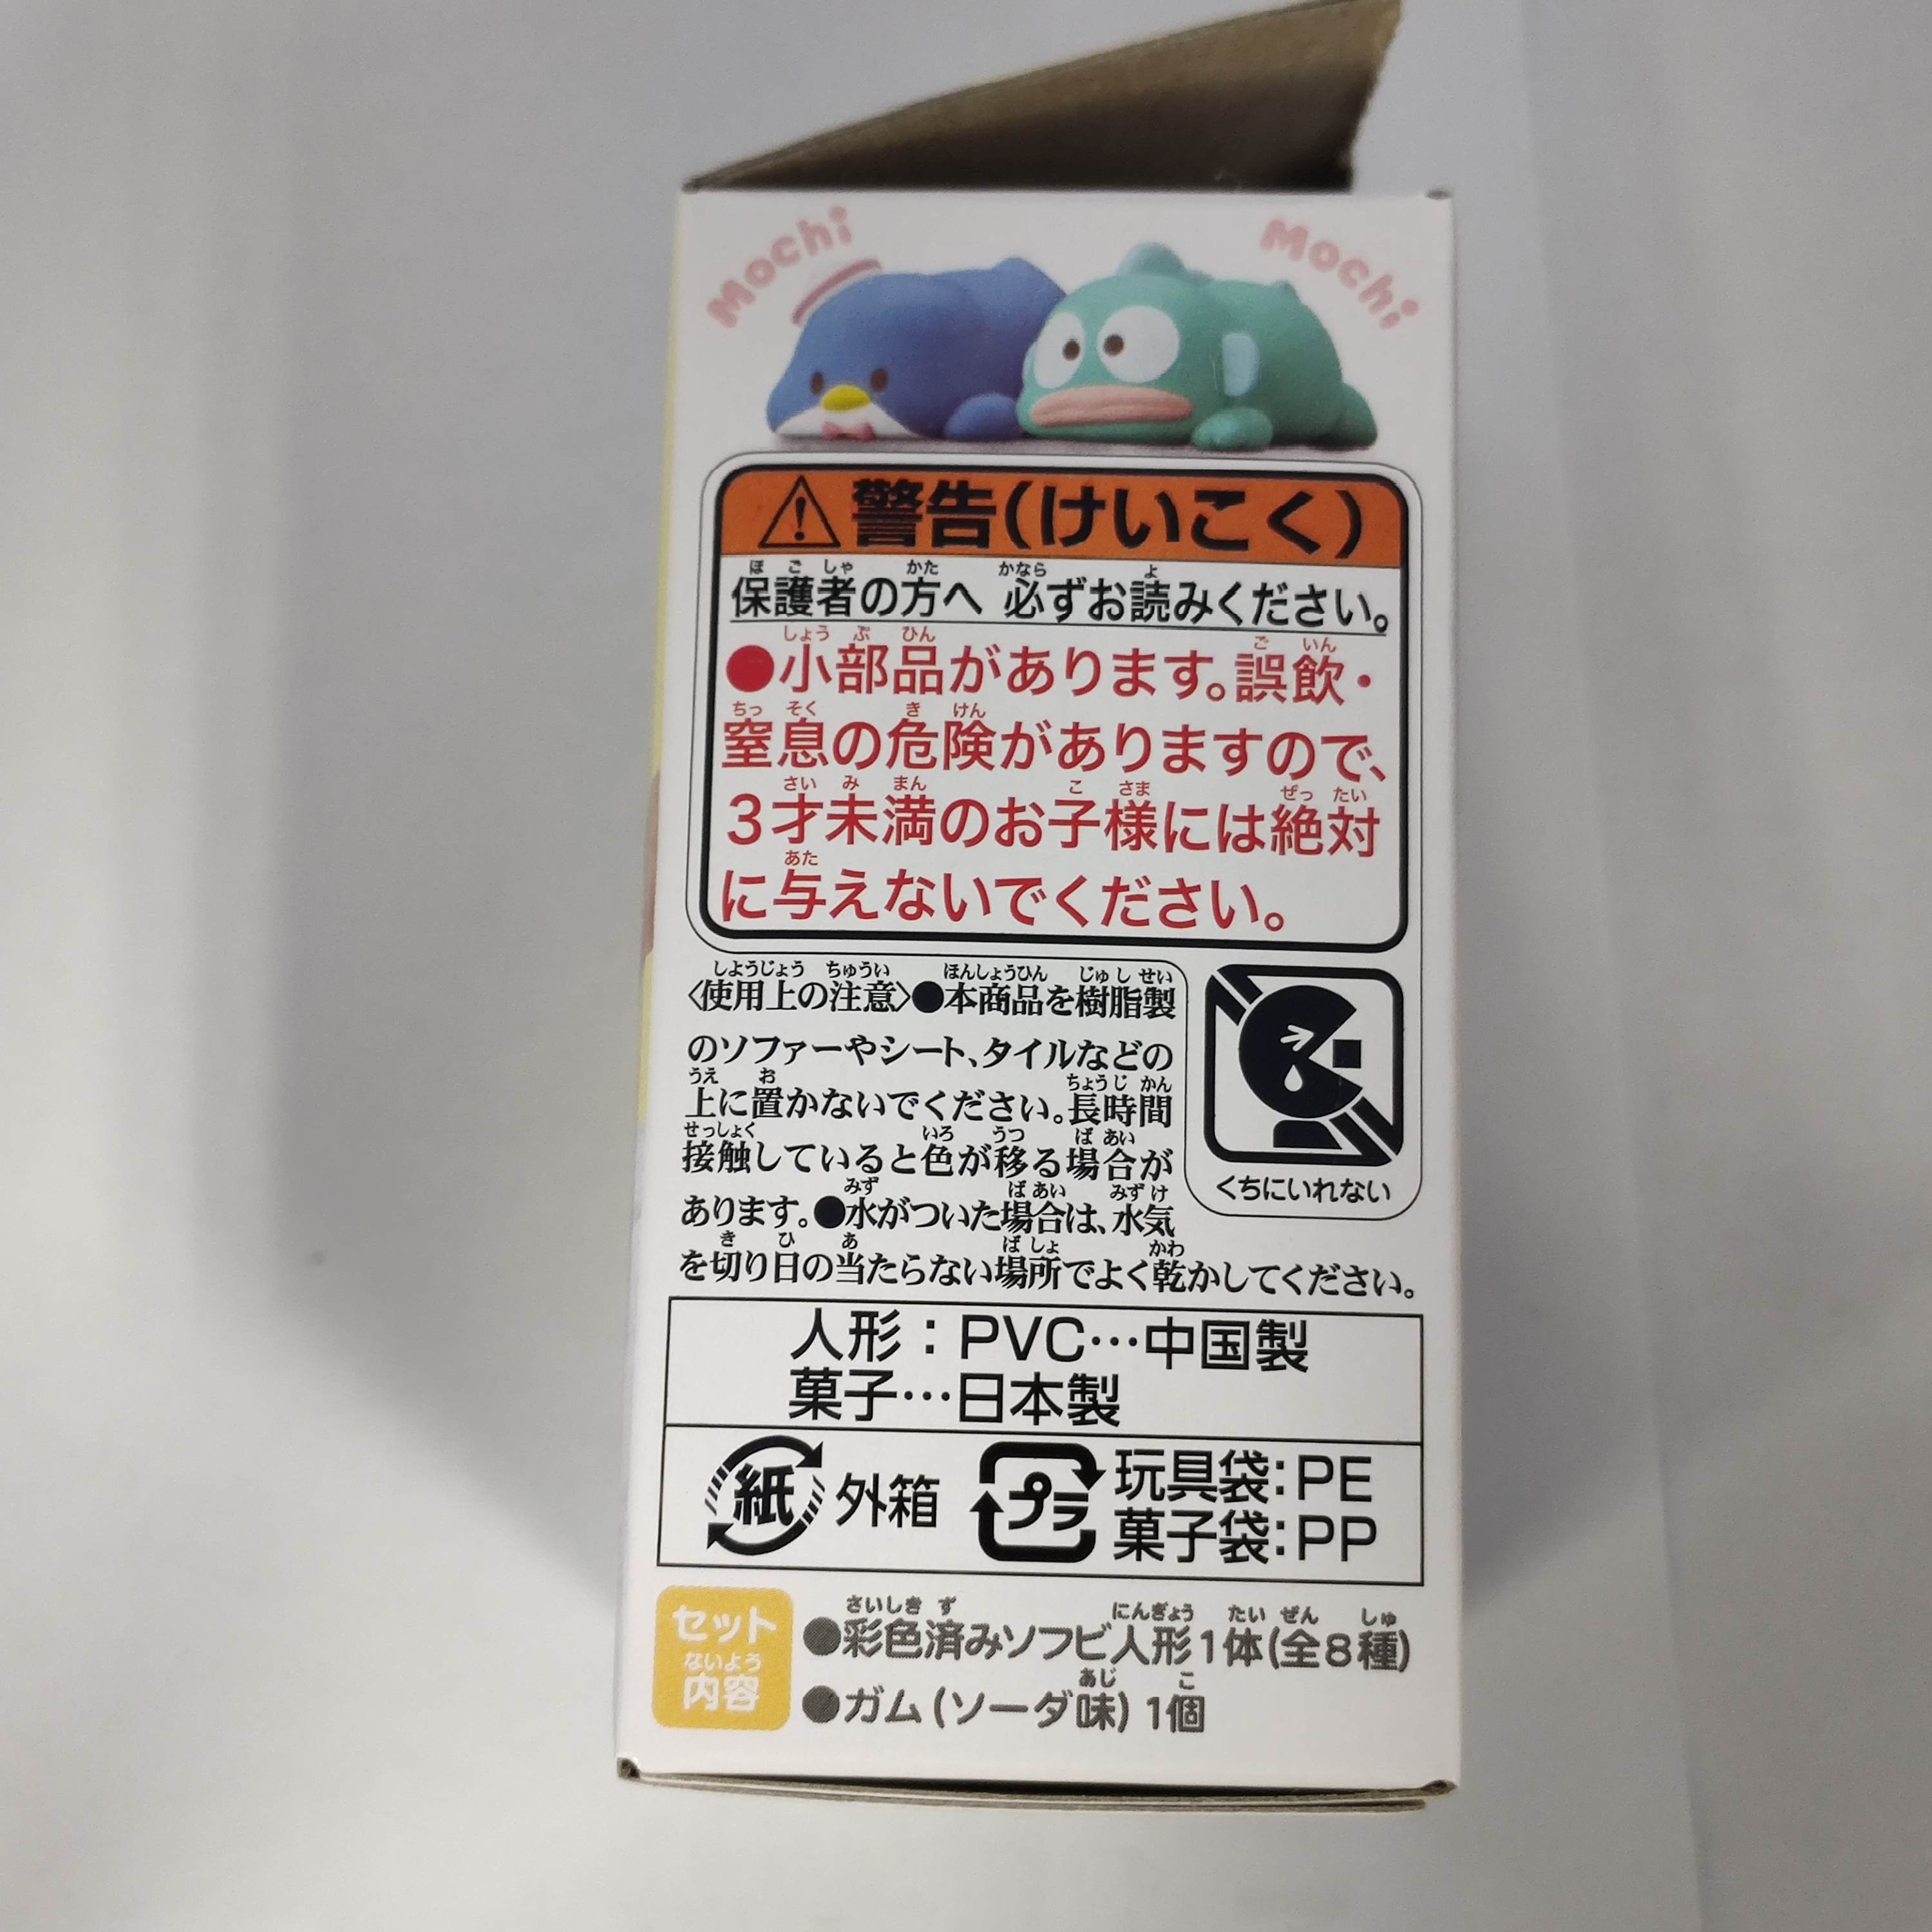 Mochi
Mochi
警告(けいこく)
保護者の方へ 必ずお読みください。
●小部品があります。誤飲・
窒息の危険がありますので、
3才未満のお子様には絶対
に与えないでください。
〈使用上の注意〉●本商品を樹脂製
のソファーやシート、タイルなどの
上に置かないでください。長時間
接触していると色が移る場合が
あります。●水がついた場合は、水気
を切り日の当たらない場所でよく乾かしてください。
くちにいれない
人形：PVC…中国製
菓子…日本製
紙 外箱
プラ 玩具袋：PE
菓子袋：PP
セット
内容
●彩色済みソフビ人形1体(全8種)
●ガム(ソーダ味)1個